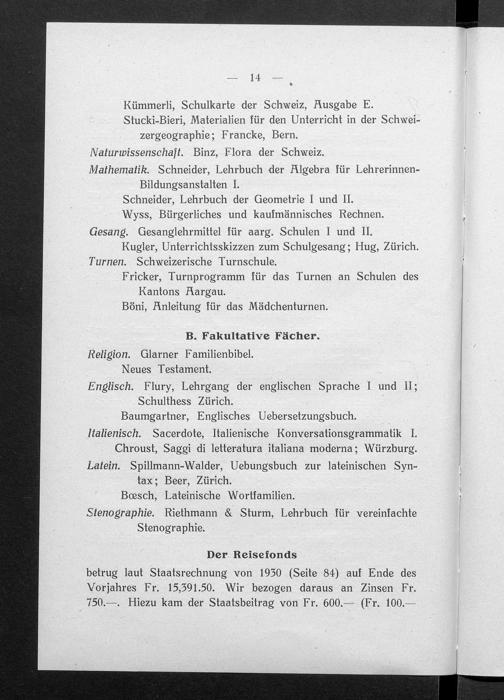 — 14 —
Kümmerli, Schulkarte der Schweiz, Ausgabe E.
Stucki-Bieri, Materialien für den Unterricht in der Schwei-
zergeographie; Francke, Bern.
Naturwissenschaft. Binz, Flora der Schweiz.
Mathematik. Schneider, Lehrbuch der Algebra für Lehrerinnen-
Bildungsanstalten I.
Schneider, Lehrbuch der Geometrie I und II.
Wyss, Bürgerliches und kaufmännisches Rechnen.
Gesang. Gesanglehrmittel für aarg. Schulen I und II.
Kugler, Unterrichtsskizzen zum Schulgesang; Hug, Zürich.
Turnen. Schweizerische Turnschule.
Fricker, Turnprogramm für das Turnen an Schulen des
Kantons Aargau.
Böni, Anleitung für das Mädchenturnen.
B. Fakultative Fächer.
Religion. Glarner Familienbibel.
Neues Testament.
Englisch. Flury, Lehrgang der englischen Sprache I und II;
Schulthess Zürich.
Baumgartner, Englisches Uebersetzungsbuch.
Italienisch. Sacerdote, Italienische Konversationsgrammatik I.
Chroust, Saggi di letteratura italiana moderna; Würzburg.
Latein. Spillmann-Walder, Uebungsbuch zur lateinischen Syn-
tax; Beer, Zürich.
Bœsch, Lateinische Wortfamilien.
Stenographie. Riethmann & Sturm, Lehrbuch für vereinfachte
Stenographie.
Der Reisefonds
betrug laut Staatsrechnung von 1930 (Seite 84) auf Ende des
Vorjahres Fr. 15,391.50. Wir bezogen daraus an Zinsen Fr.
750.—. Hiezu kam der Staatsbeitrag von Fr. 600.— (Fr. 100.—